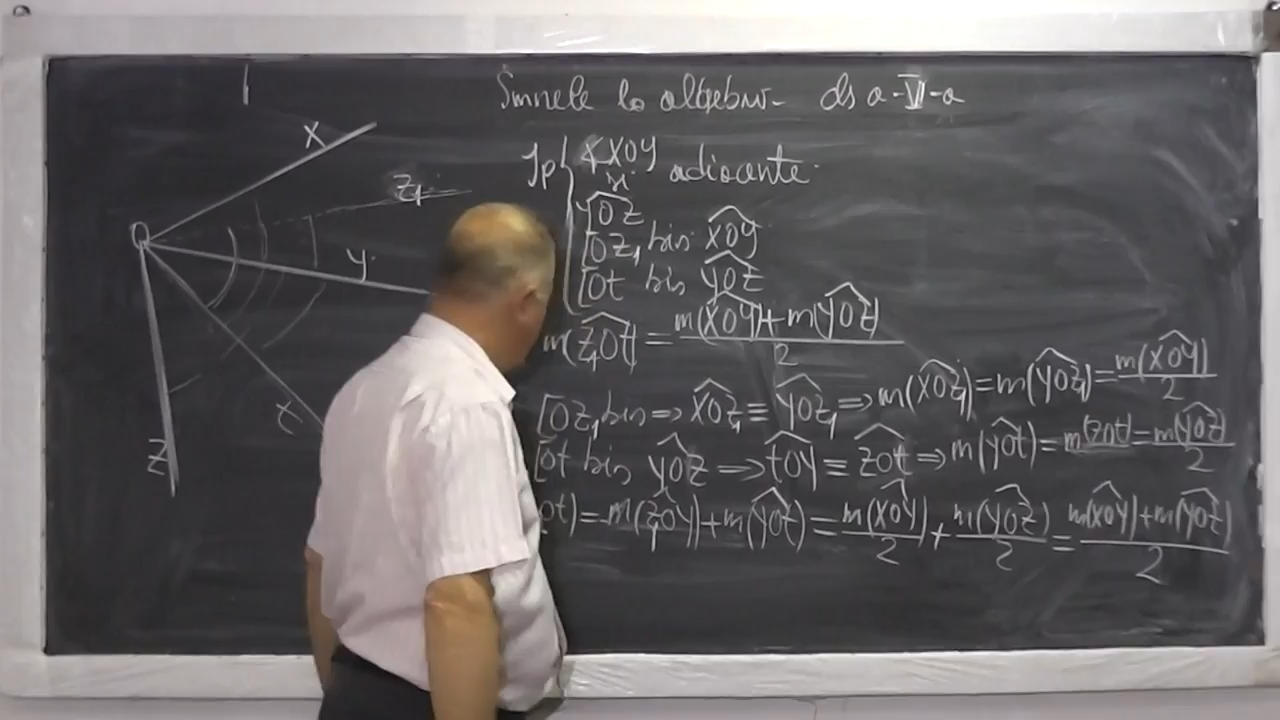 la algebra - cls a-VI-a
X
Z₁
O
Y
Z
t
Ip { ∢XOY
și adiacente.
YOZ
[OZ₁ bis XOY
[Ot bis YOZ
m(Z₁Ot) = (m(XOY)+m(YOZ))/2
[OZ₁ bis ⇒ XOZ₁ ≡ YOZ₁ ⇒ m(XOZ₁) = m(YOZ₁) = m(XOY)/2
[Ot bis YOZ ⇒ tOY ≡ ZOt ⇒ m(YOt) = m(ZOt) = m(YOZ)/2
Ot) = m(Z₁OY) + m(YOt) = m(XOY)/2 + m(YOZ)/2 = (m(XOY)+m(YOZ))/2